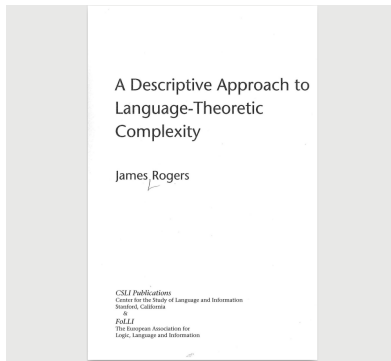 A Descriptive Approach to
Language-Theoretic
Complexity
James Rogers
CSLI Publications
Center for the Study of Language and Information
Stanford, California
&
FoLLI
The European Association for
Logic, Language and Information